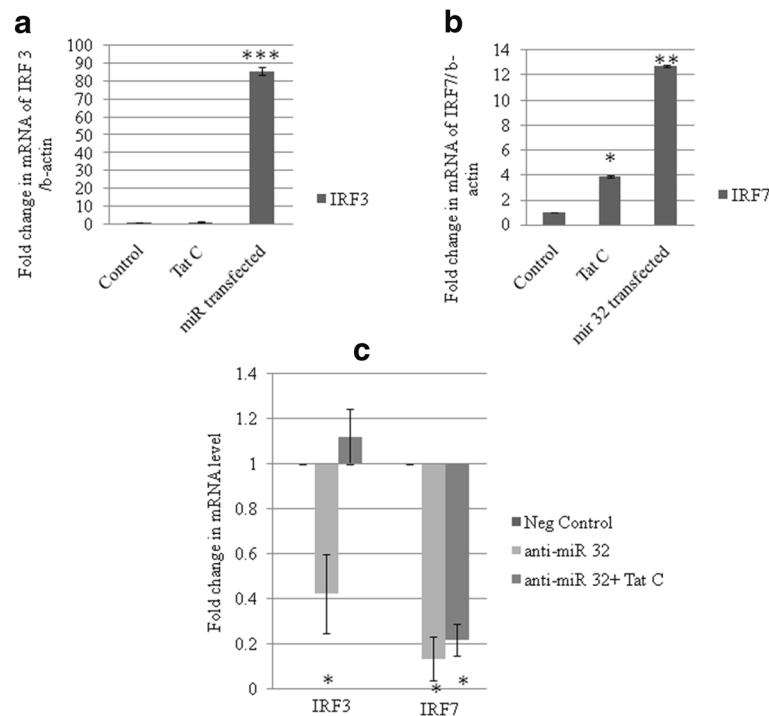 a
Fold change in mRNA of IRF 3
/b-actin
100
90
80
70
60
50
40
30
20
10
0
***
Control
Tat C
miR transfected
IRF3
b
Fold change in mRNA of IRF7/ b-
actin
14
12
10
8
6
4
2
0
*
**
Control
Tat C
mir 32 transfected
IRF7
c
Fold change in mRNA level
1.4
1.2
1
0.8
0.6
0.4
0.2
0
*
*
*
IRF3
IRF7
Neg Control
anti-miR 32
anti-miR 32+ Tat C